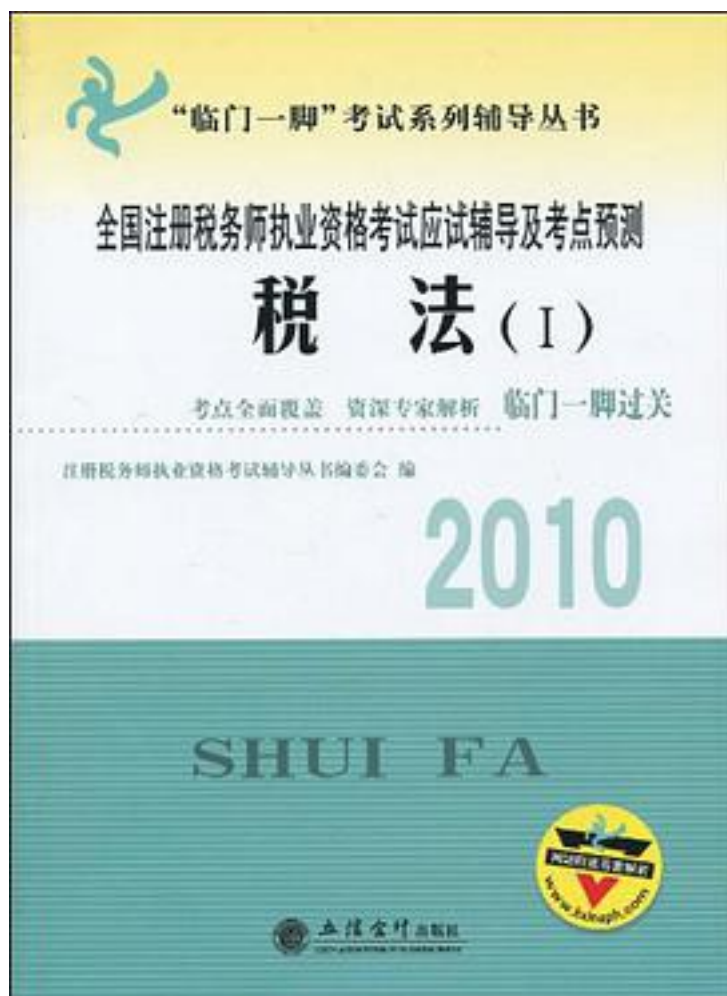 “临门一脚”考试系列辅导丛书
全国注册税务师执业资格考试应试辅导及考点预测
税 法(Ⅰ)
考点全面覆盖 资深专家解析 临门一脚过关
注册税务师执业资格考试辅导丛书编委会 编
2010
SHUI FA
立信会计出版社